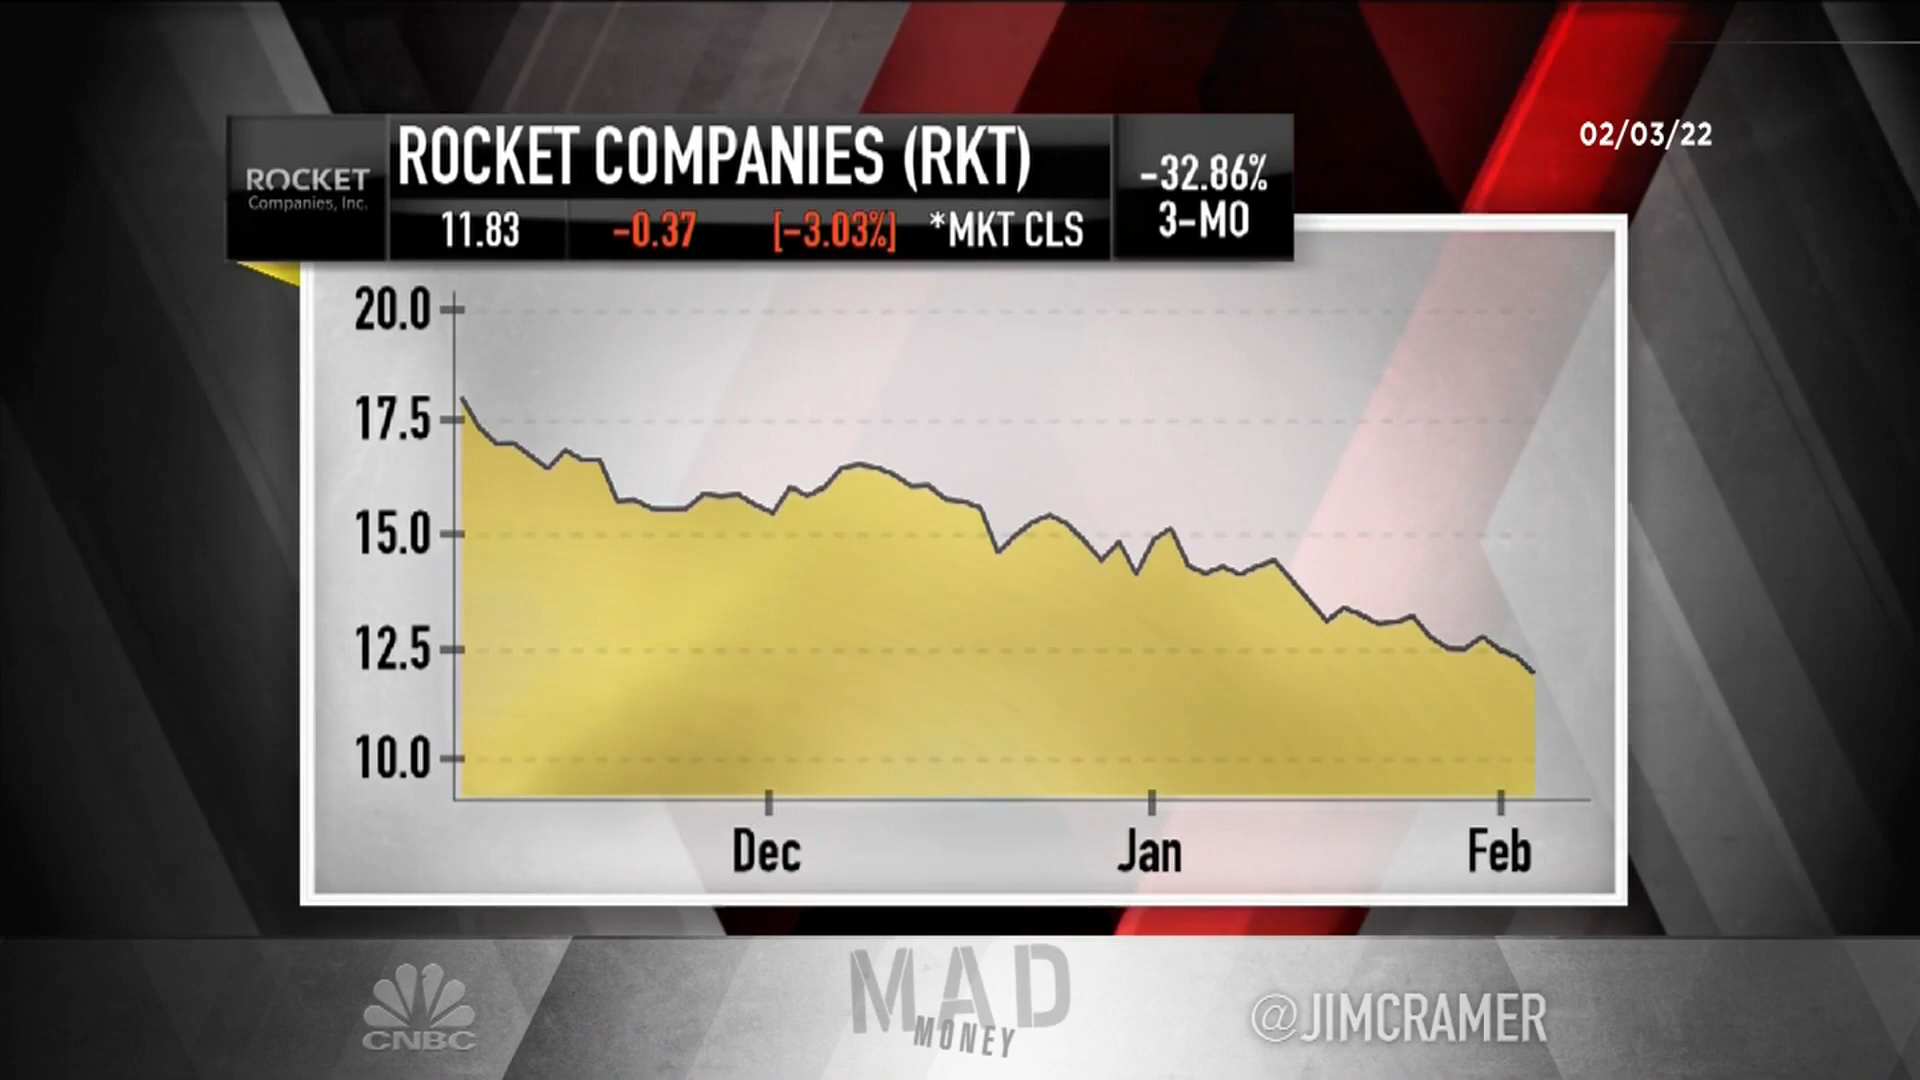 02/03/22
ROCKET
Companies, Inc.
ROCKET COMPANIES (RKT)
11.83 -0.37 [-3.03%] *MKT CLS
-32.86%
3-MO
20.0
17.5
15.0
12.5
10.0
Dec Jan Feb
CNBC
MAD
MONEY
@JIMCRAMER